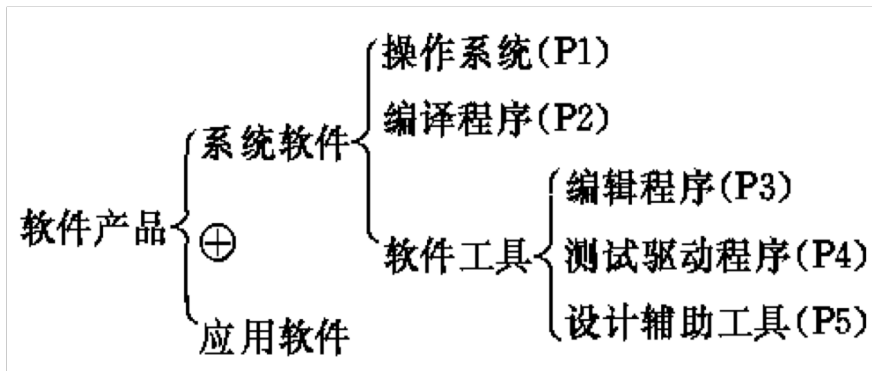 操作系统(P1)
编译程序(P2)
系统软件
编辑程序(P3)
软件产品
⊕
软件工具
测试驱动程序(P4)
设计辅助工具(P5)
应用软件